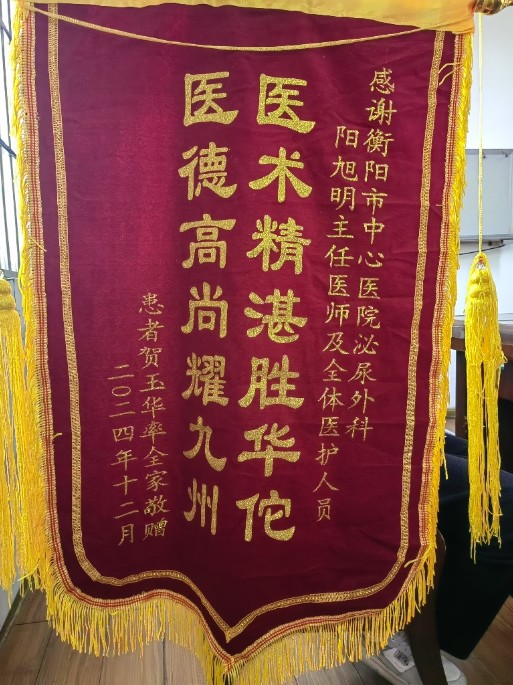 感谢衡阳市中心医院泌尿外科
阳旭明主任医师及全体医护人员
医术精湛胜华佗
医德高尚耀九州
患者贺玉华率全家敬赠
二〇二四年十二月